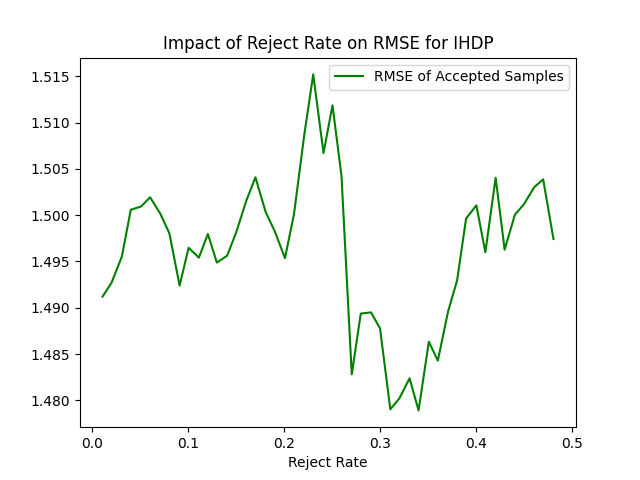 Impact of Reject Rate on RMSE for IHDP
RMSE of Accepted Samples
1.515
1.510
1.505
1.500
1.495
1.490
1.485
1.480
0.0 0.1 0.2 0.3 0.4 0.5
Reject Rate